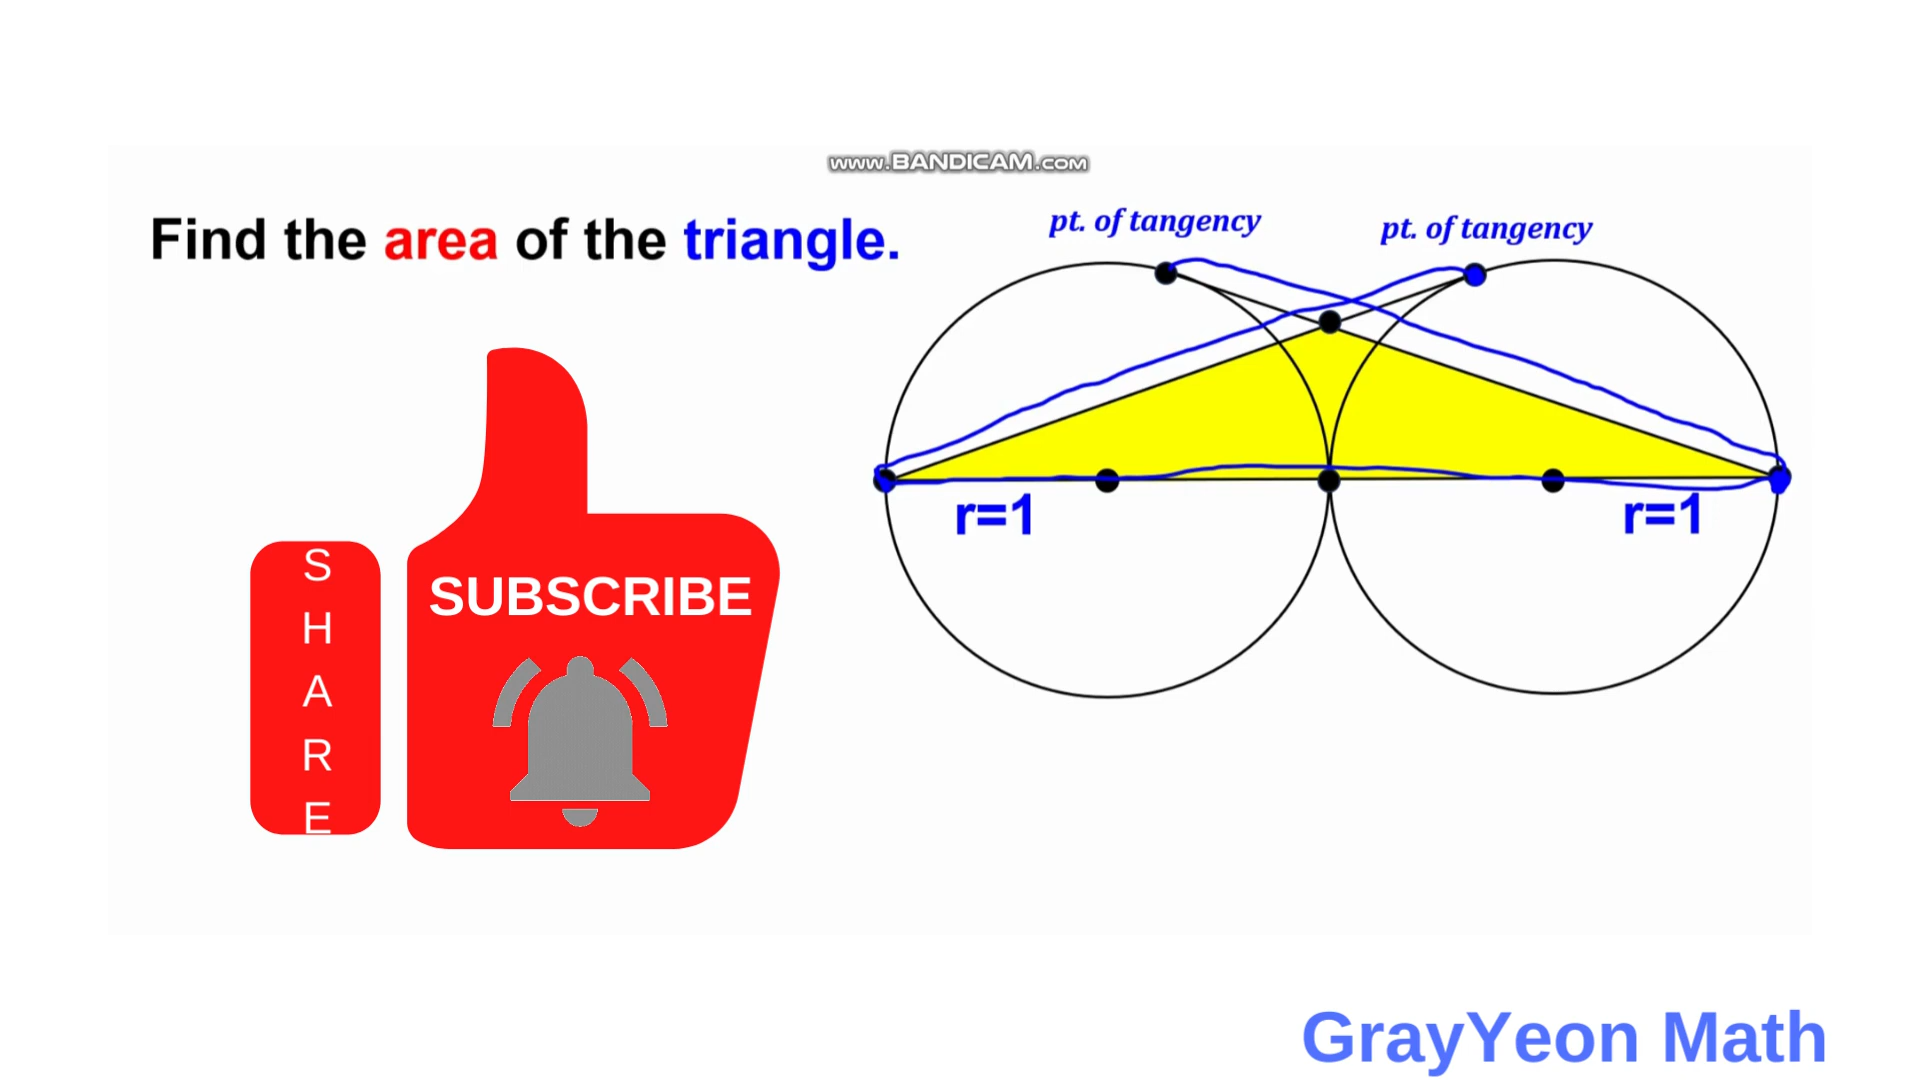 www.BANDICAM.com
Find the area of the triangle.
pt. of tangency
pt. of tangency
r=1
r=1
S
H
A
R
E
SUBSCRIBE
GrayYeon Math